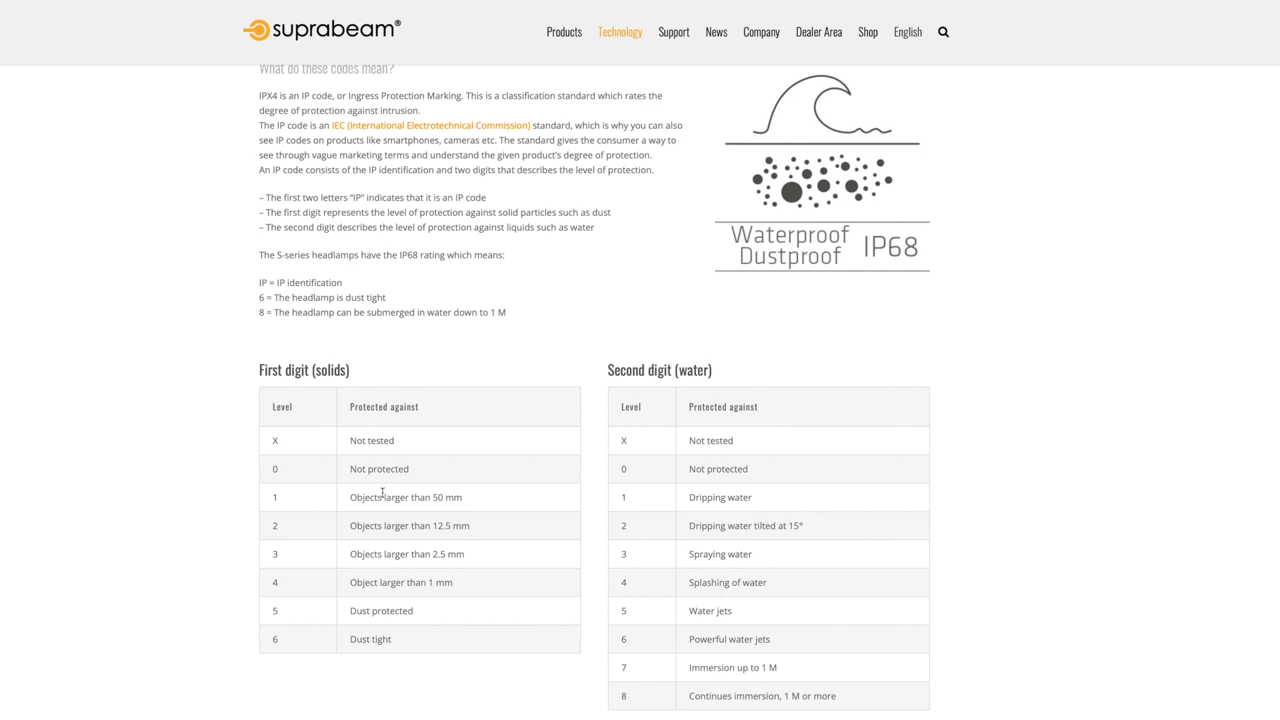 suprabeam®
Products Technology Support News Company Dealer Area Shop English
What do these codes mean?
IPX4 is an IP code, or Ingress Protection Marking. This is a classification standard which rates the
degree of protection against intrusion.
The IP code is an IEC (International Electrotechnical Commission) standard, which is why you can also
see IP codes on products like smartphones, cameras etc. The standard gives the consumer a way to
see through vague marketing terms and understand the given product's degree of protection.
An IP code consists of the IP identification and two digits that describes the level of protection.
– The first two letters "IP" indicates that it is an IP code
– The first digit represents the level of protection against solid particles such as dust
– The second digit describes the level of protection against liquids such as water
The S-series headlamps have the IP68 rating which means:
IP = IP identification
6 = The headlamp is dust tight
8 = The headlamp can be submerged in water down to 1 M
Waterproof
Dustproof
IP68
First digit (solids)
Level Protected against
X Not tested
0 Not protected
1 Objects larger than 50 mm
2 Objects larger than 12.5 mm
3 Objects larger than 2.5 mm
4 Object larger than 1 mm
5 Dust protected
6 Dust tight
Second digit (water)
Level Protected against
X Not tested
0 Not protected
1 Dripping water
2 Dripping water tilted at 15°
3 Spraying water
4 Splashing of water
5 Water jets
6 Powerful water jets
7 Immersion up to 1 M
8 Continues immersion, 1 M or more